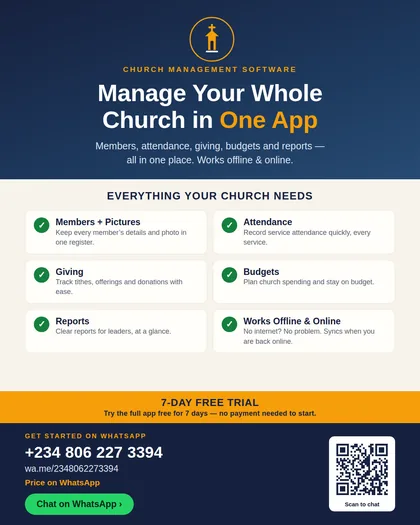 CHURCH MANAGEMENT SOFTWARE
Manage Your Whole
Church in One App
Members, attendance, giving, budgets and reports —
all in one place. Works offline & online.
EVERYTHING YOUR CHURCH NEEDS
Members + Pictures
Keep every member's details and photo in
one register.
Attendance
Record service attendance quickly, every
service.
Giving
Track tithes, offerings and donations with
ease.
Budgets
Plan church spending and stay on budget.
Reports
Clear reports for leaders, at a glance.
Works Offline & Online
No internet? No problem. Syncs when you
are back online.
7-DAY FREE TRIAL
Try the full app free for 7 days — no payment needed to start.
GET STARTED ON WHATSAPP
+234 806 227 3394
wa.me/2348062273394
Price on WhatsApp
Chat on WhatsApp ›
Scan to chat